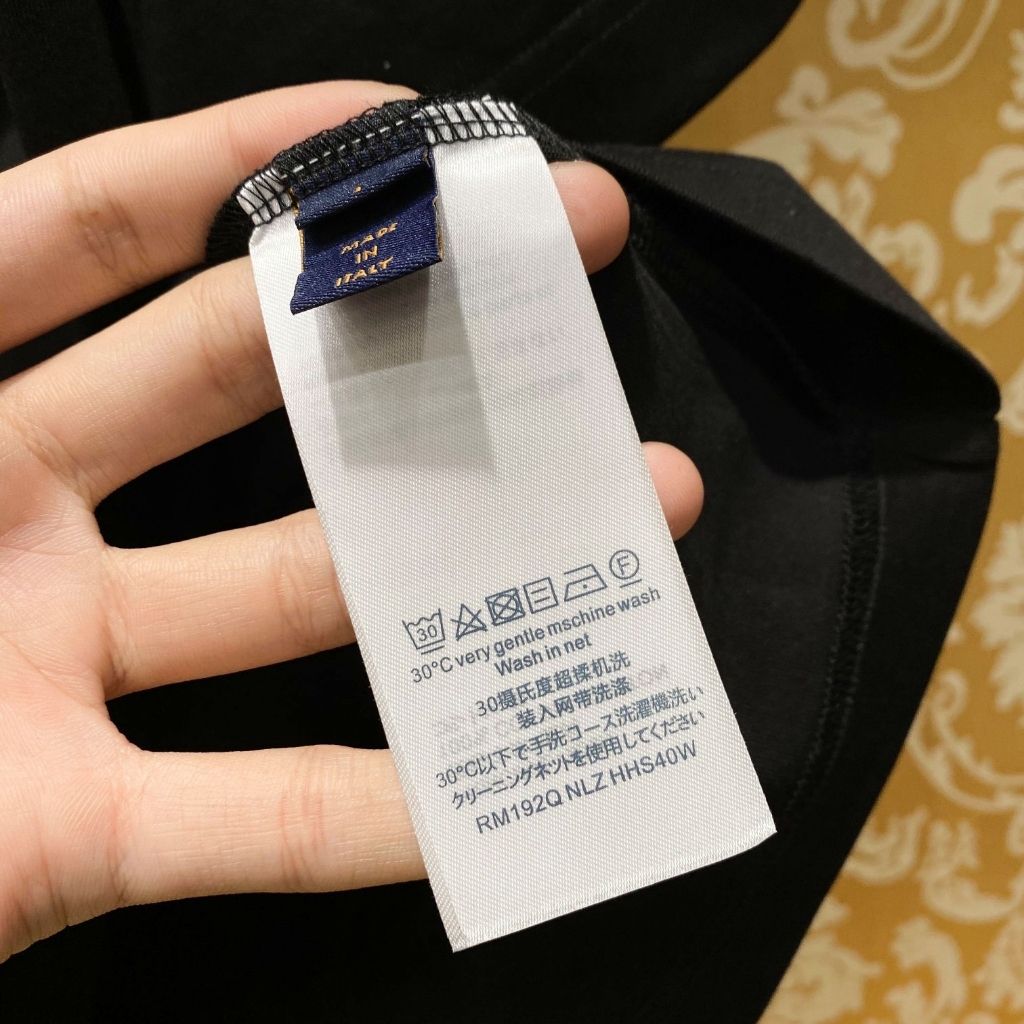 MADE
IN
ITALY
30
F
30°C very gentle mschine wash
Wash in net
30摄氏度超揉机洗
装入网带洗涤
30°C以下で手洗コース洗濯機洗い
クリーニングネットを使用してください
RM192Q NLZ HHS40W